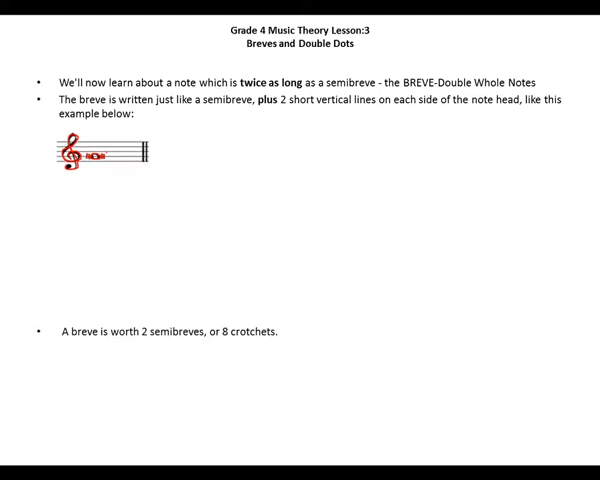 Grade 4 Music Theory Lesson:3
Breves and Double Dots
• We'll now learn about a note which is twice as long as a semibreve - the BREVE-Double Whole Notes
• The breve is written just like a semibreve, plus 2 short vertical lines on each side of the note head, like this
example below:
• A breve is worth 2 semibreves, or 8 crotchets.